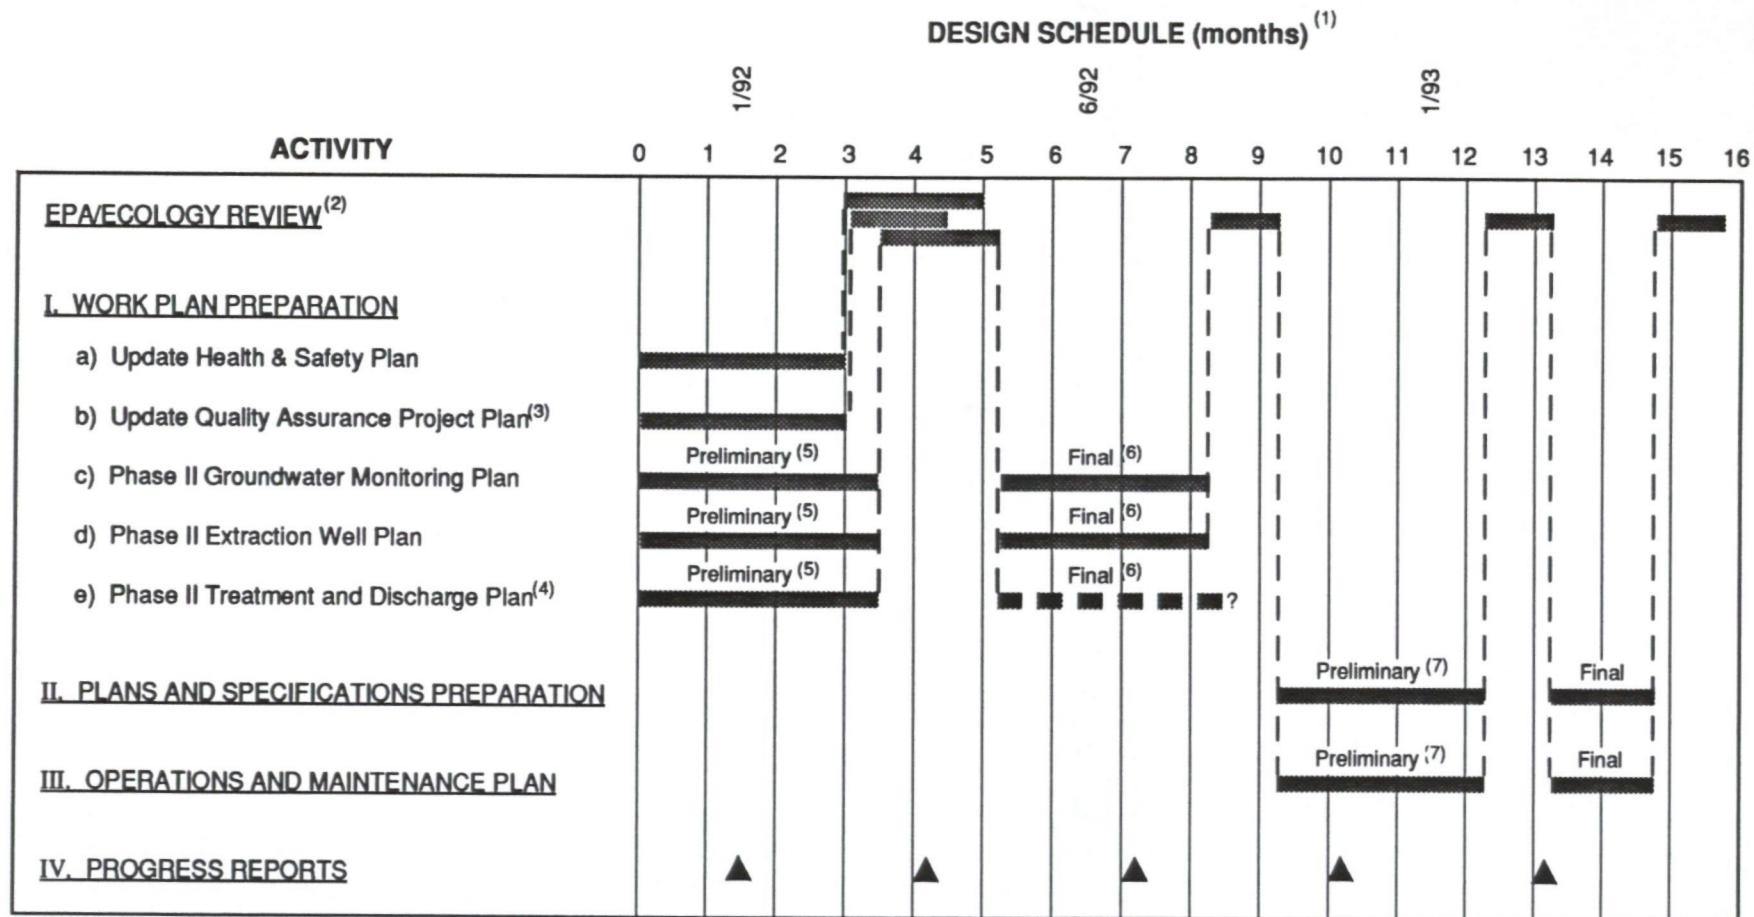 DESIGN SCHEDULE (months) (1)
1/92 6/92 1/93
ACTIVITY 0 1 2 3 4 5 6 7 8 9 10 11 12 13 14 15 16
EPA/ECOLOGY REVIEW (2)
I. WORK PLAN PREPARATION
a) Update Health & Safety Plan
b) Update Quality Assurance Project Plan(3)
Preliminary (5) Final (6)
c) Phase II Groundwater Monitoring Plan
Preliminary (5) Final (6)
d) Phase II Extraction Well Plan
Preliminary (5) Final (6)
e) Phase II Treatment and Discharge Plan(4) ?
Preliminary (7) Final
II. PLANS AND SPECIFICATIONS PREPARATION
Preliminary (7) Final
III. OPERATIONS AND MAINTENANCE PLAN
IV. PROGRESS REPORTS